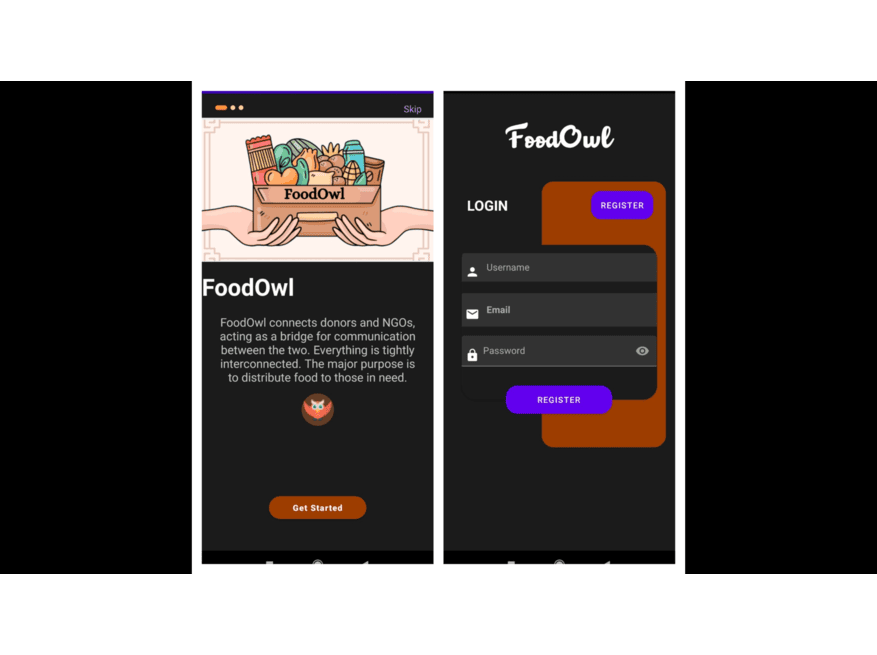 Skip
FoodOwl
FoodOwl
FoodOwl connects donors and NGOs,
acting as a bridge for communication
between the two. Everything is tightly
interconnected. The major purpose is
to distribute food to those in need.
Get Started
FoodOwl
LOGIN
REGISTER
Username
Email
Password
REGISTER